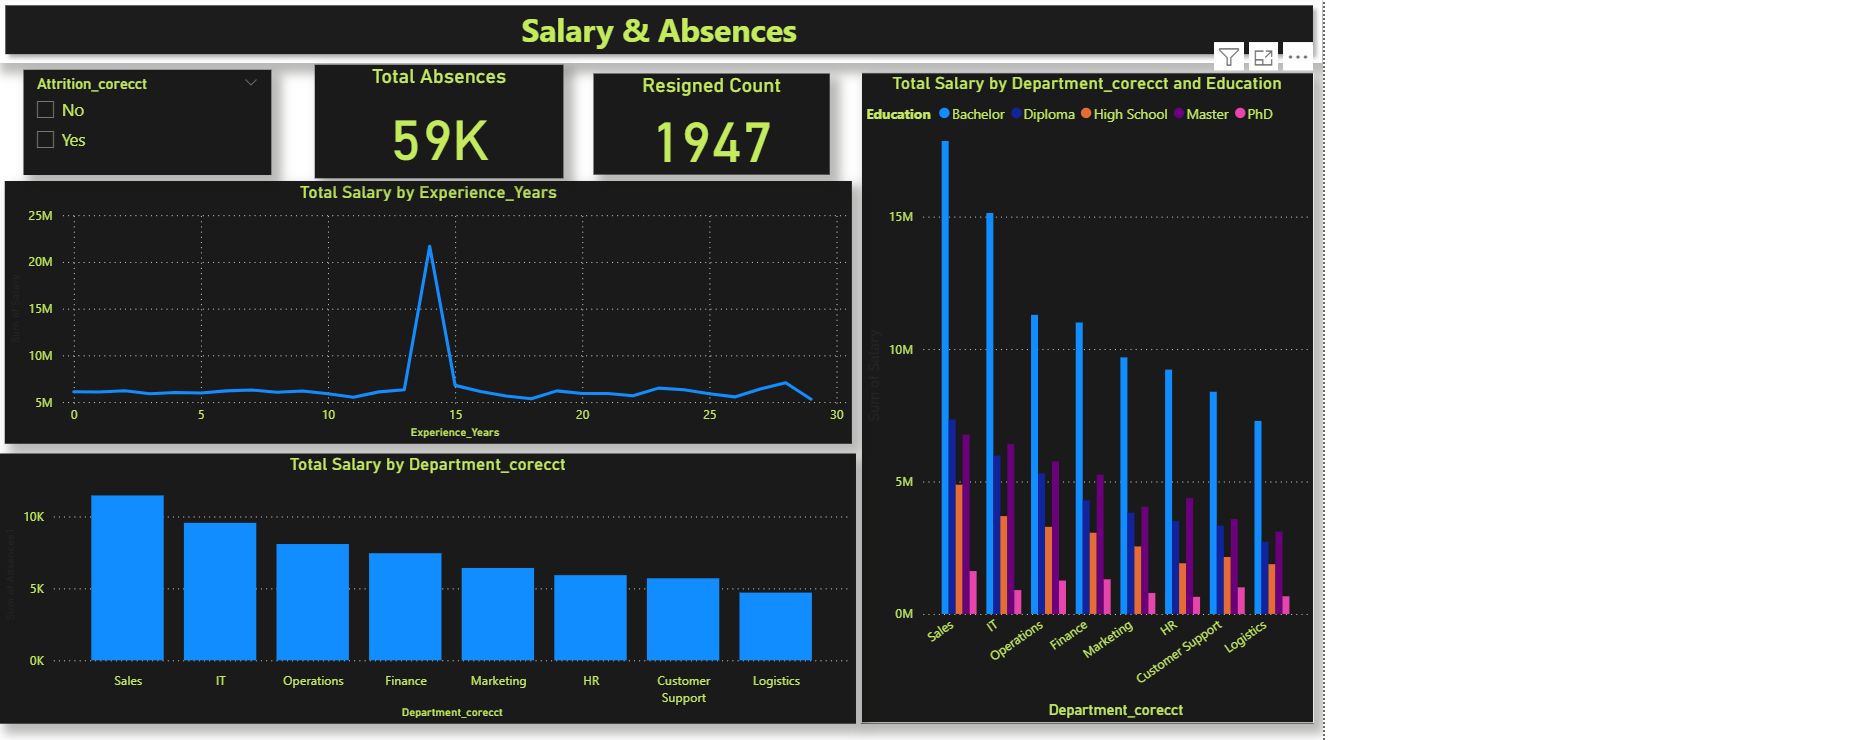 Salary & Absences
Attrition_corecct
No
Yes
Total Absences
59K
Resigned Count
1947
Total Salary by Experience_Years
25M
20M
15M
10M
5M
0 5 10 15 20 25 30
Experience_Years
Total Salary by Department_corecct
10K
5K
0K
Sales IT Operations Finance Marketing HR Customer Support Logistics
Department_corecct
Total Salary by Department_corecct and Education
Education Bachelor Diploma High School Master PhD
Sum of Salary
15M
10M
5M
0M
Sales IT Operations Finance Marketing HR Customer Support Logistics
Department_corecct